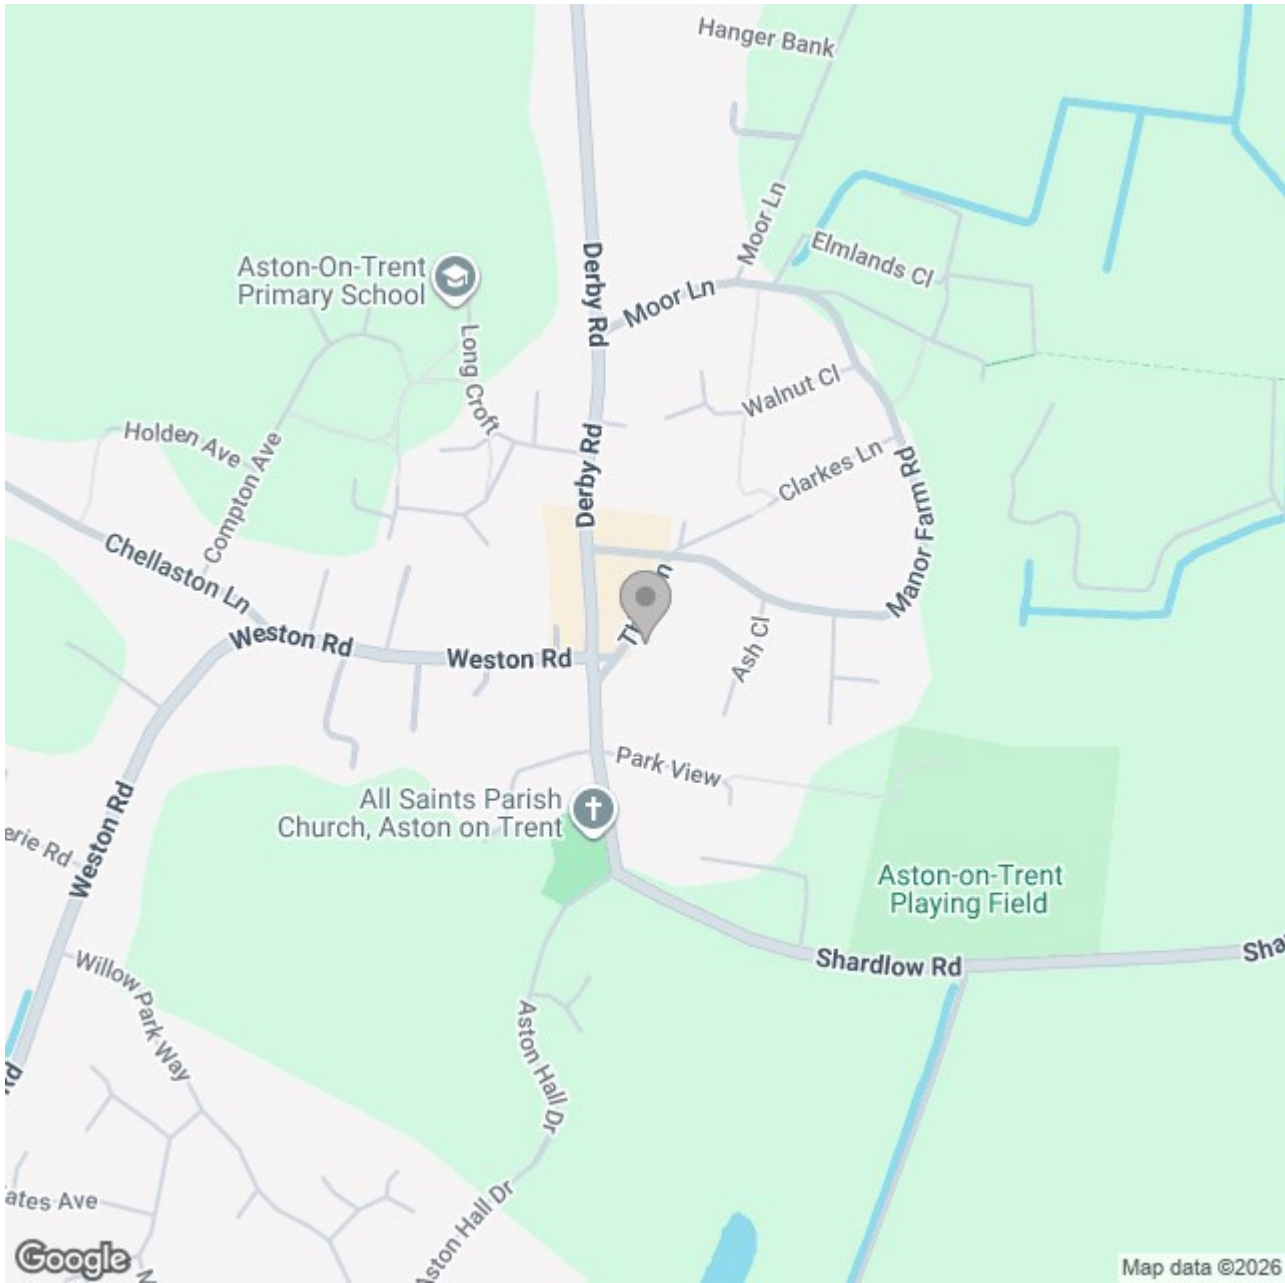 Hanger Bank
Moor Ln
Elmlands Cl
Aston-On-Trent
Primary School
Derby Rd
Moor Ln
Long Croft
Walnut Cl
Holden Ave
Compton Ave
Derby Rd
Clarkes Ln
Manor Farm Rd
Chellaston Ln
Weston Rd
Weston Rd
Ash Cl
Park View
All Saints Parish
Church, Aston on Trent
Weston Rd
Aston-on-Trent
Playing Field
Shardlow Rd
Willow Park Way
Aston Hall Dr
Aston Hall Dr
Google
Map data ©2026